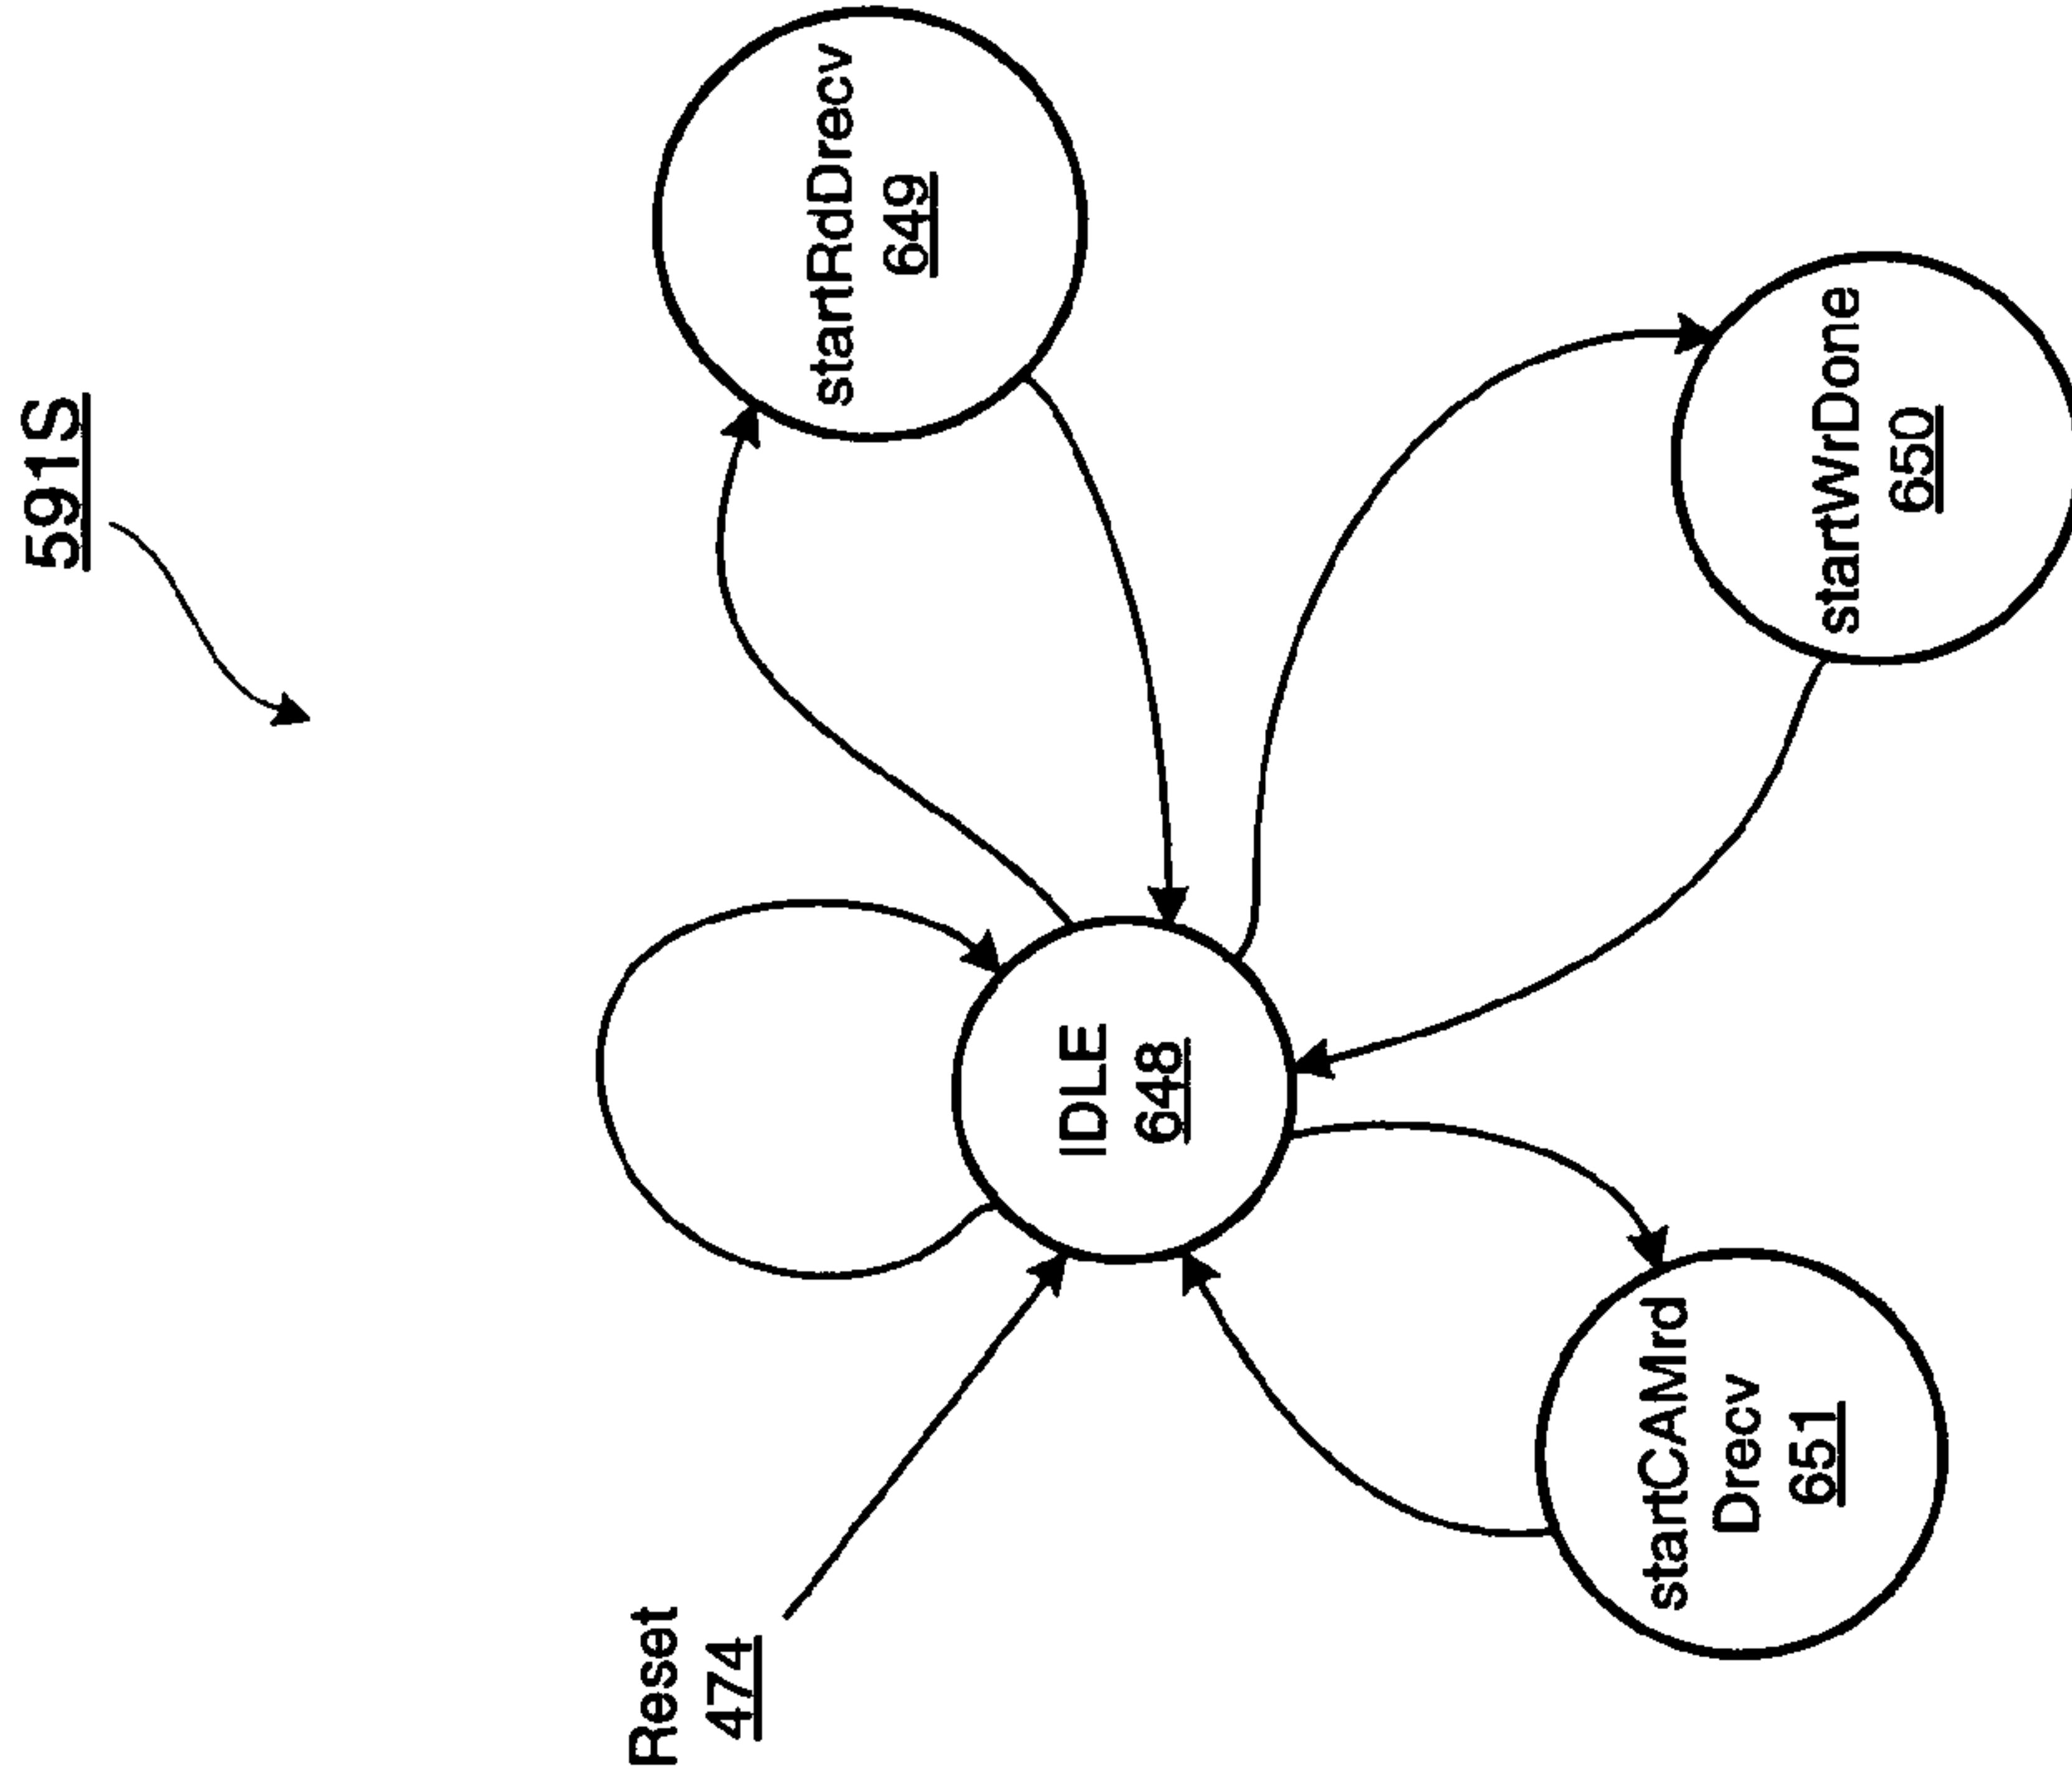 591S
Reset
474
IDLE
648
startRdDrecv
649
startWrDone
650
startCAMrd
Drecv
651